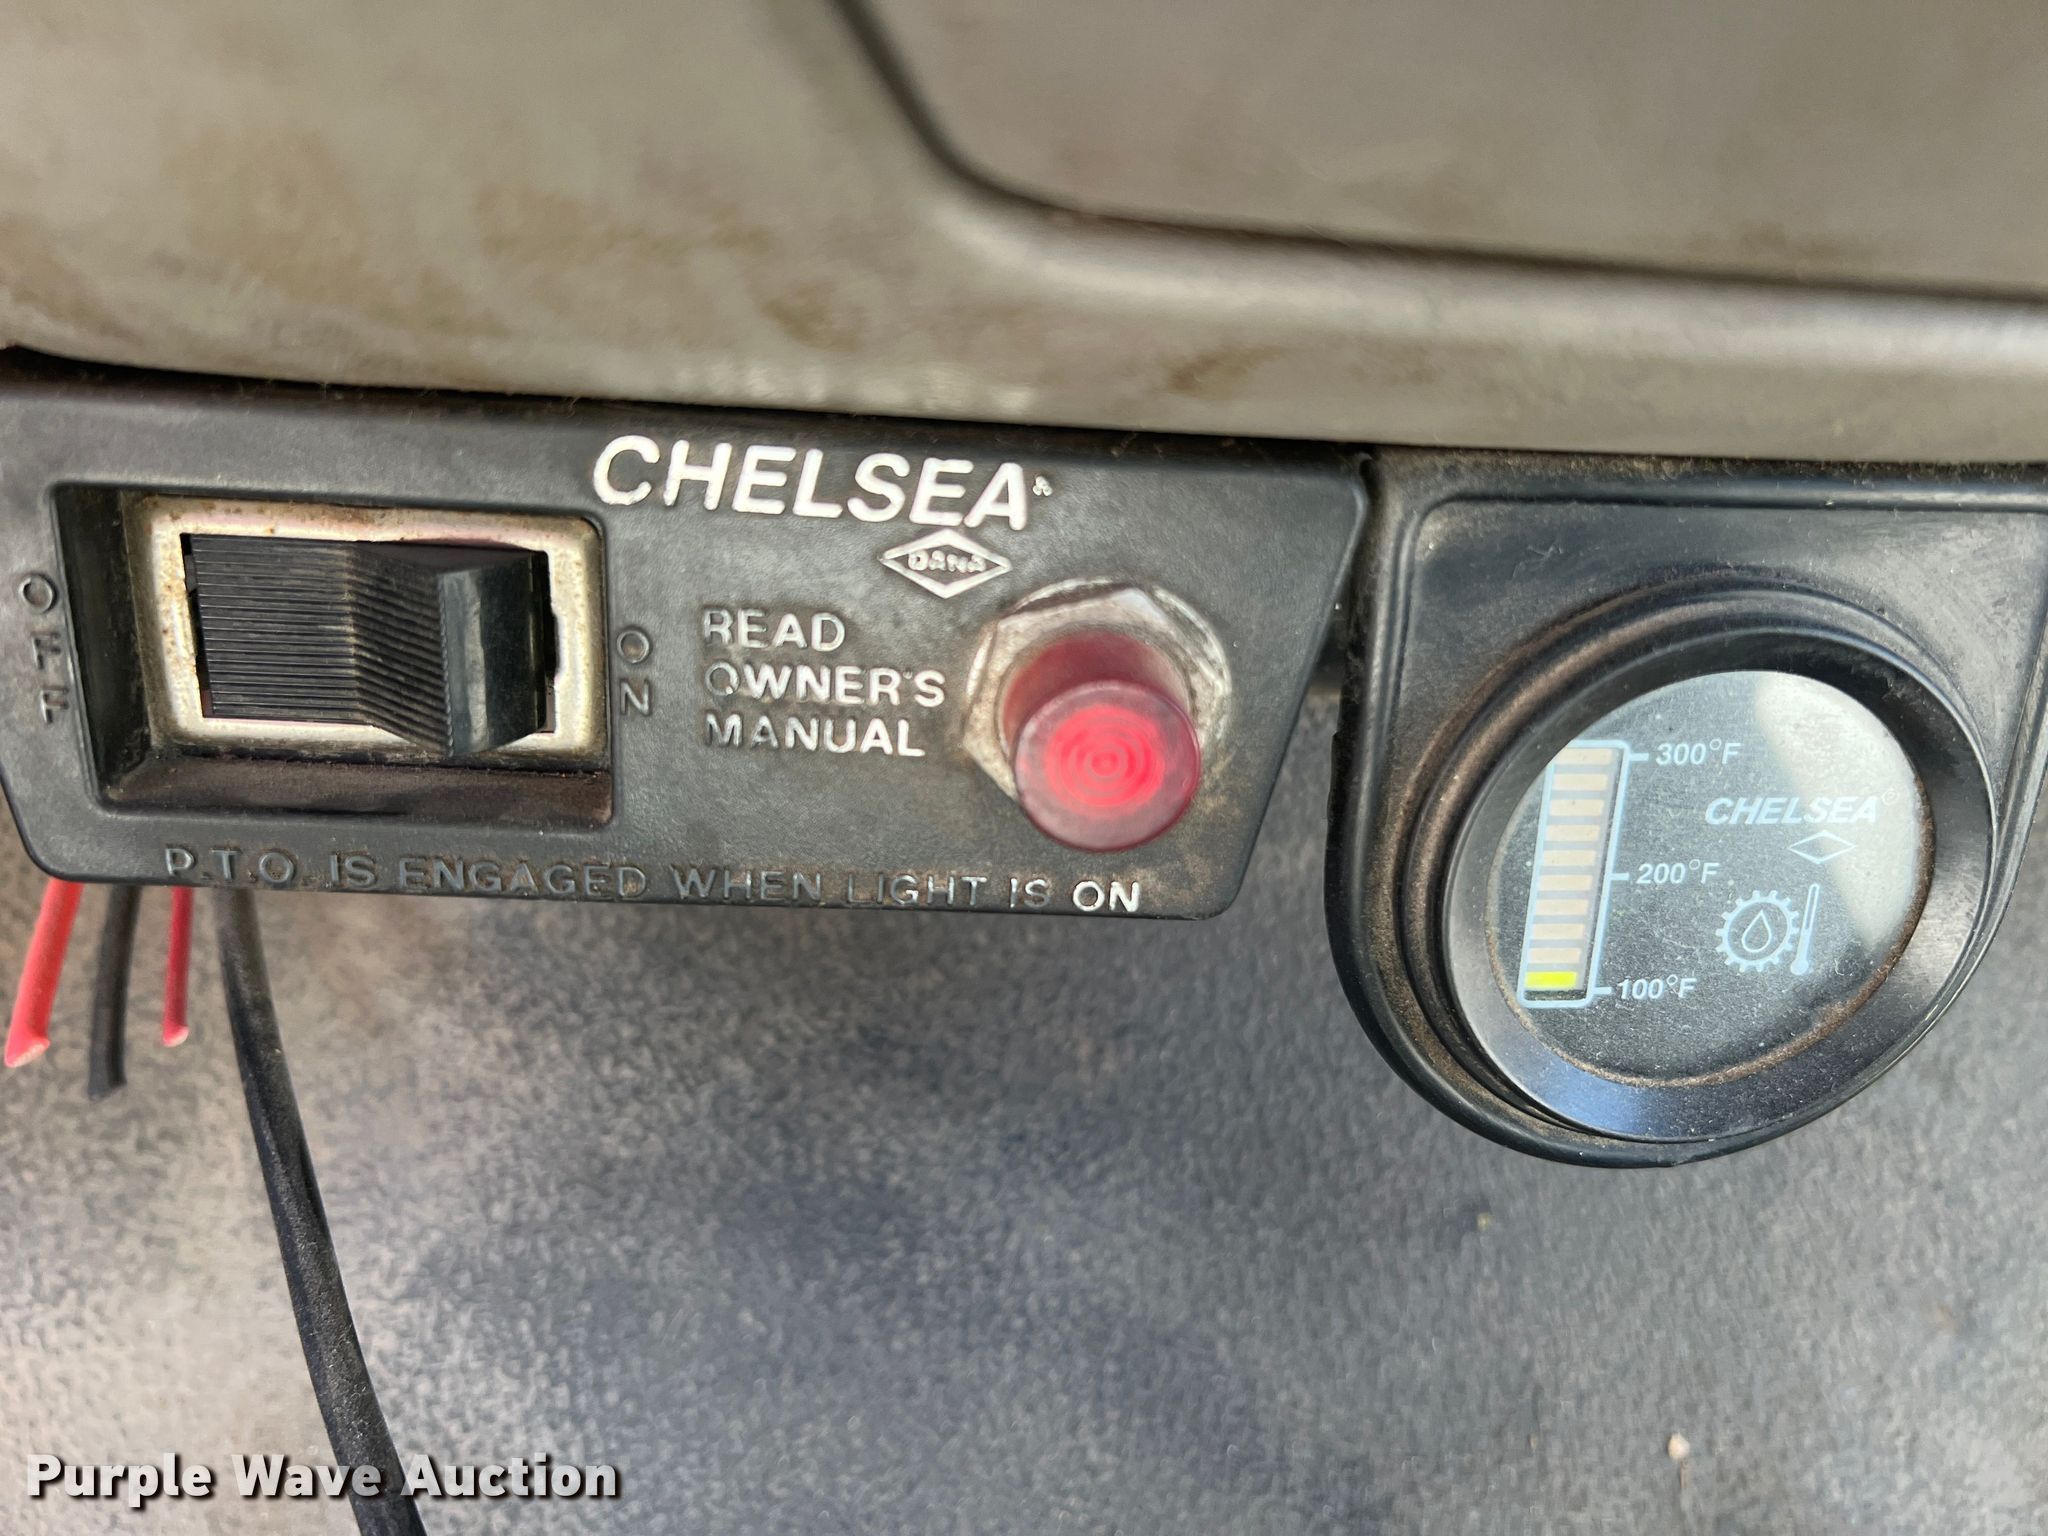 CHELSEA
DANA
OFF
ON
READ
OWNER'S
MANUAL
P.T.O. IS ENGAGED WHEN LIGHT IS ON
300°F
CHELSEA
200°F
100°F
Purple Wave Auction